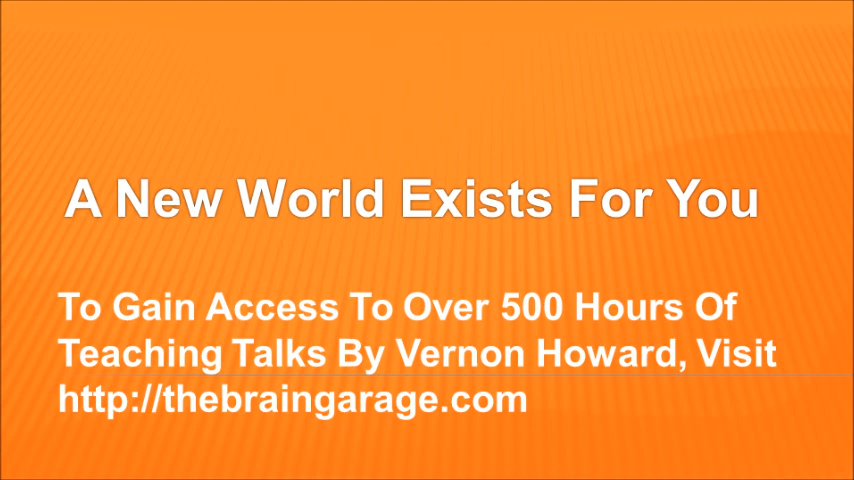 A New World Exists For You
To Gain Access To Over 500 Hours Of
Teaching Talks By Vernon Howard, Visit
http://thebraingarage.com